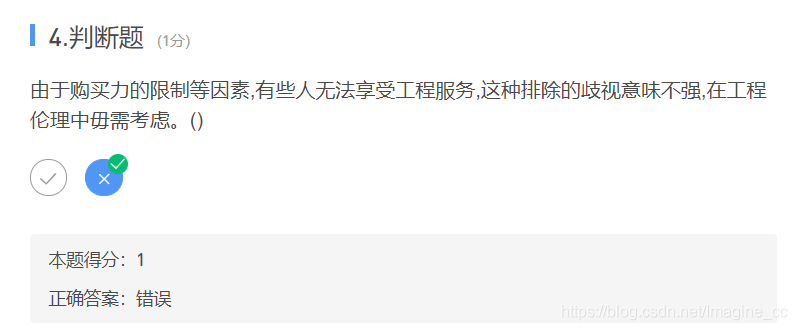 4.判断题 (1分)
由于购买力的限制等因素,有些人无法享受工程服务,这种排除的歧视意味不强,在工程
伦理中毋需考虑。()
本题得分：1
正确答案：错误
https://blog.csdn.net/Imagine_cc